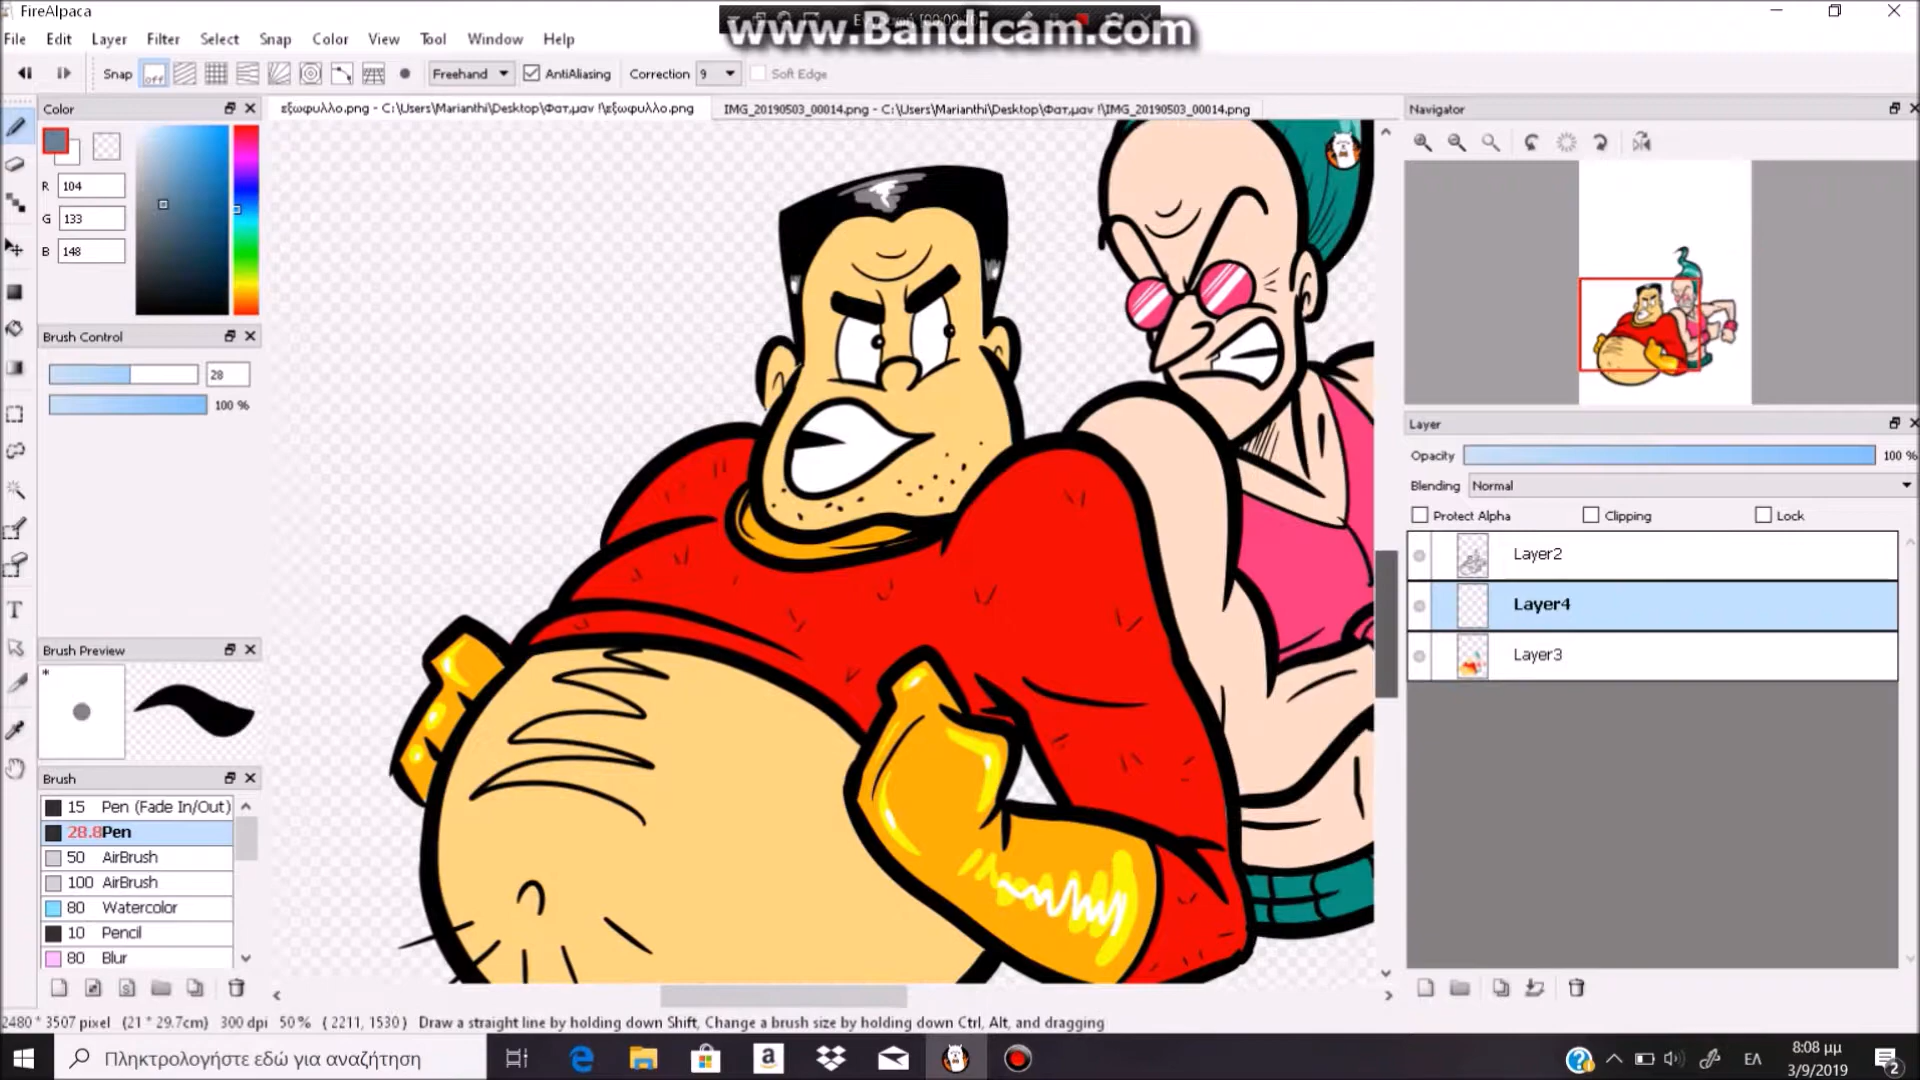 FireAlpaca
www.Bandicam.com
File Edit Layer Filter Select Snap Color View Tool Window Help
Snap off Freehand AntiAliasing Correction 9 Soft Edge
Color
εξωφυλλο.png - C:\Users\Marianthi\Desktop\Φατ,μαν !\εξωφυλλο.png
IMG_20190503_00014.png - C:\Users\Marianthi\Desktop\Φατ,μαν !\IMG_20190503_00014.png
Navigator
R 104
G 133
B 148
Brush Control
28
100 %
Layer
Opacity 100 %
Blending Normal
Protect Alpha Clipping Lock
Layer2
Layer4
Layer3
Brush Preview
*
T
Brush
15 Pen (Fade In/Out)
28.8 Pen
50 AirBrush
100 AirBrush
80 Watercolor
10 Pencil
80 Blur
2480 * 3507 pixel (21 * 29.7cm) 300 dpi 50 % ( 2211, 1530 ) Draw a straight line by holding down Shift, Change a brush size by holding down Ctrl, Alt, and dragging
Πληκτρολογήστε εδώ για αναζήτηση
ΕΛ
8:08 μμ
3/9/2019
2